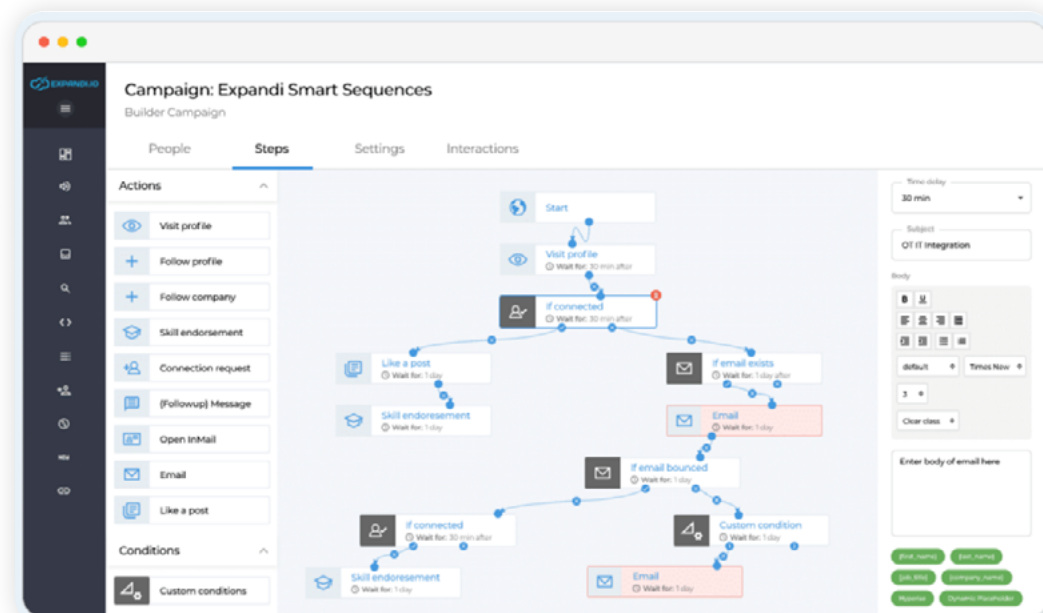 EXPANDI.IO
Campaign: Expandi Smart Sequences
Builder Campaign
People
Steps
Settings
Interactions
Actions
Visit profile
Follow profile
Follow company
Skill endorsement
Connection request
(Followup) Message
Open InMail
Email
Like a post
Conditions
Custom conditions
Start
Visit profile
Wait for: 30 min after
If connected
Wait for: 30 min after
Like a post
Wait for: 1 day
Skill endoresement
Wait for: 1 day
If email exists
Wait for: 1 day after
Email
Wait for: 1 day
If email bounced
Wait for: 1 day
If connected
Wait for: 30 min after
Custom condition
Wait for: 1 day
Skill endoresement
Wait for: 1 day
Email
Wait for: 1 day
Time delay
30 min
Subject
OT IT Integration
Body
B U
default
Times New
3
Clear class
Enter body of email here
{first_name}
{last_name}
{job_title}
{company_name}
Hyperise
Dynamic Placeholder